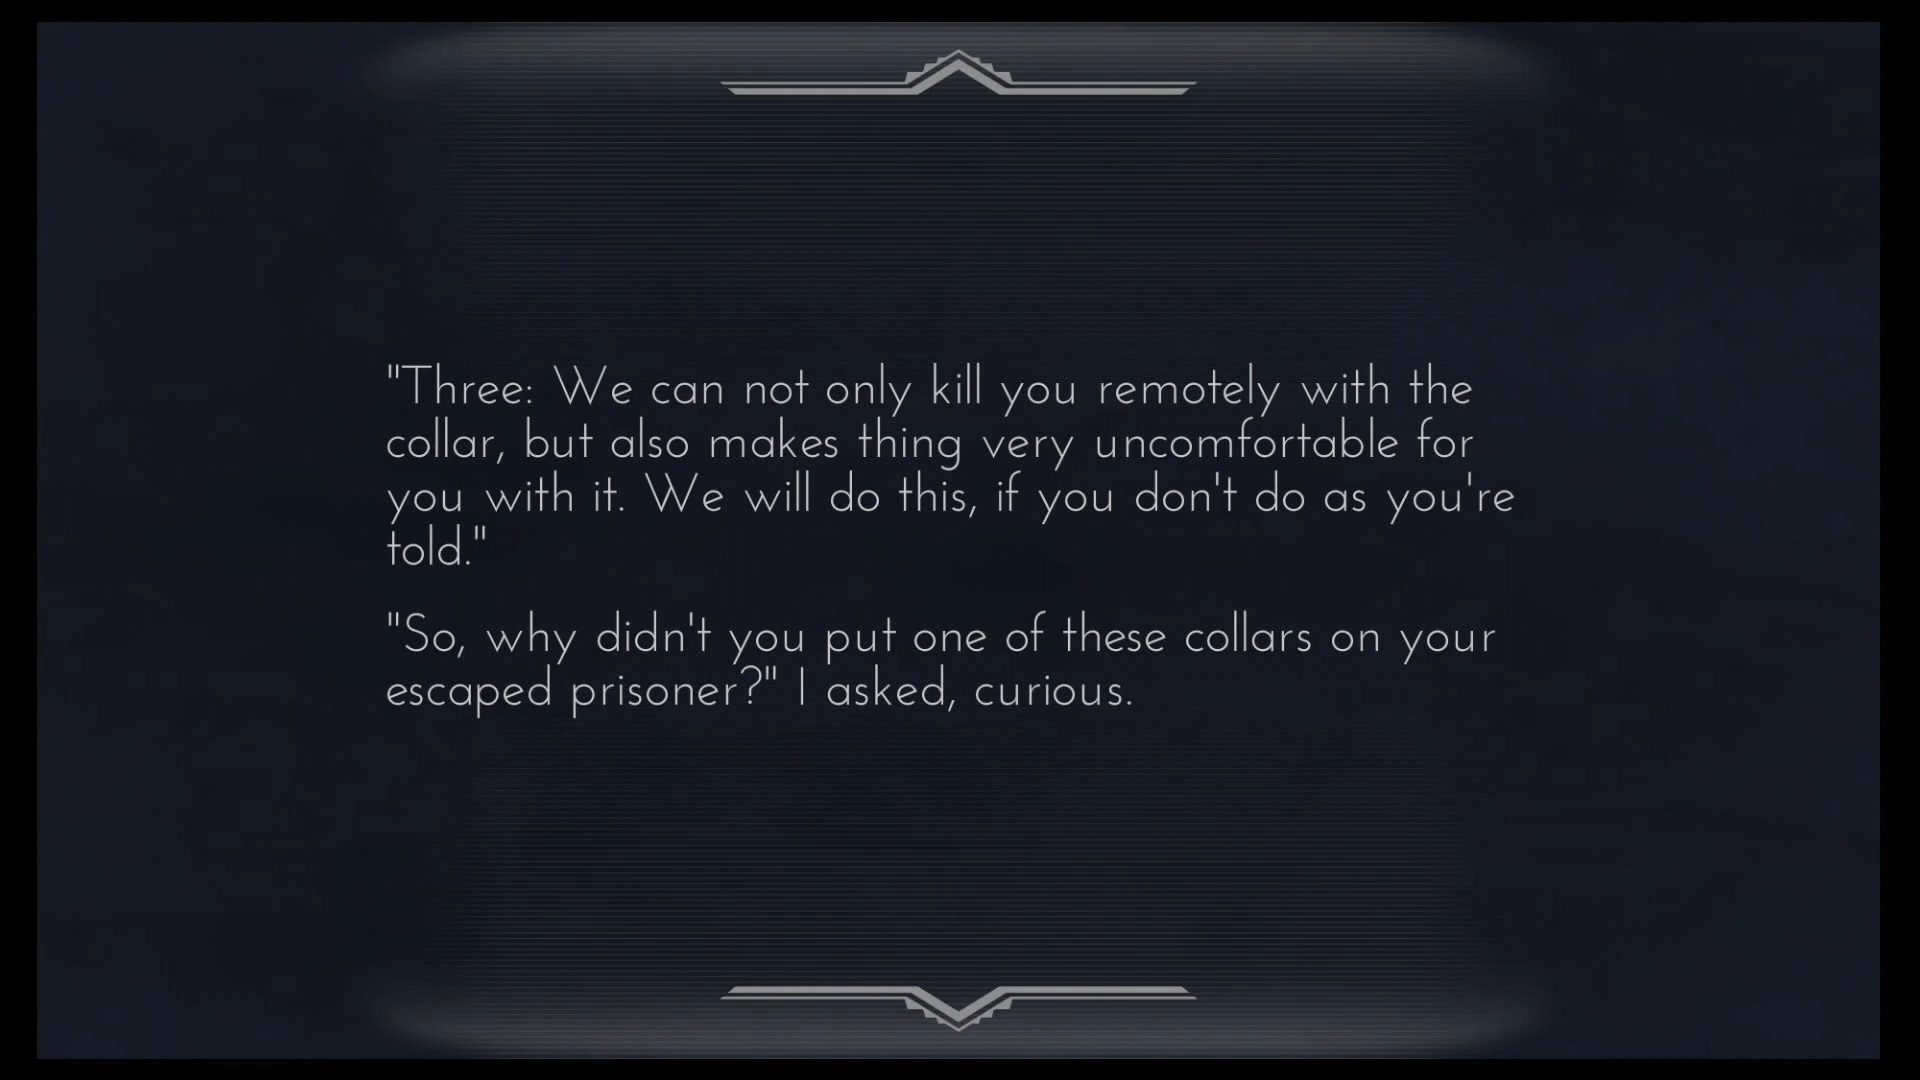 "Three: We can not only kill you remotely with the
collar, but also makes thing very uncomfortable for
you with it. We will do this, if you don't do as you're
told."
"So, why didn't you put one of these collars on your
escaped prisoner?" I asked, curious.